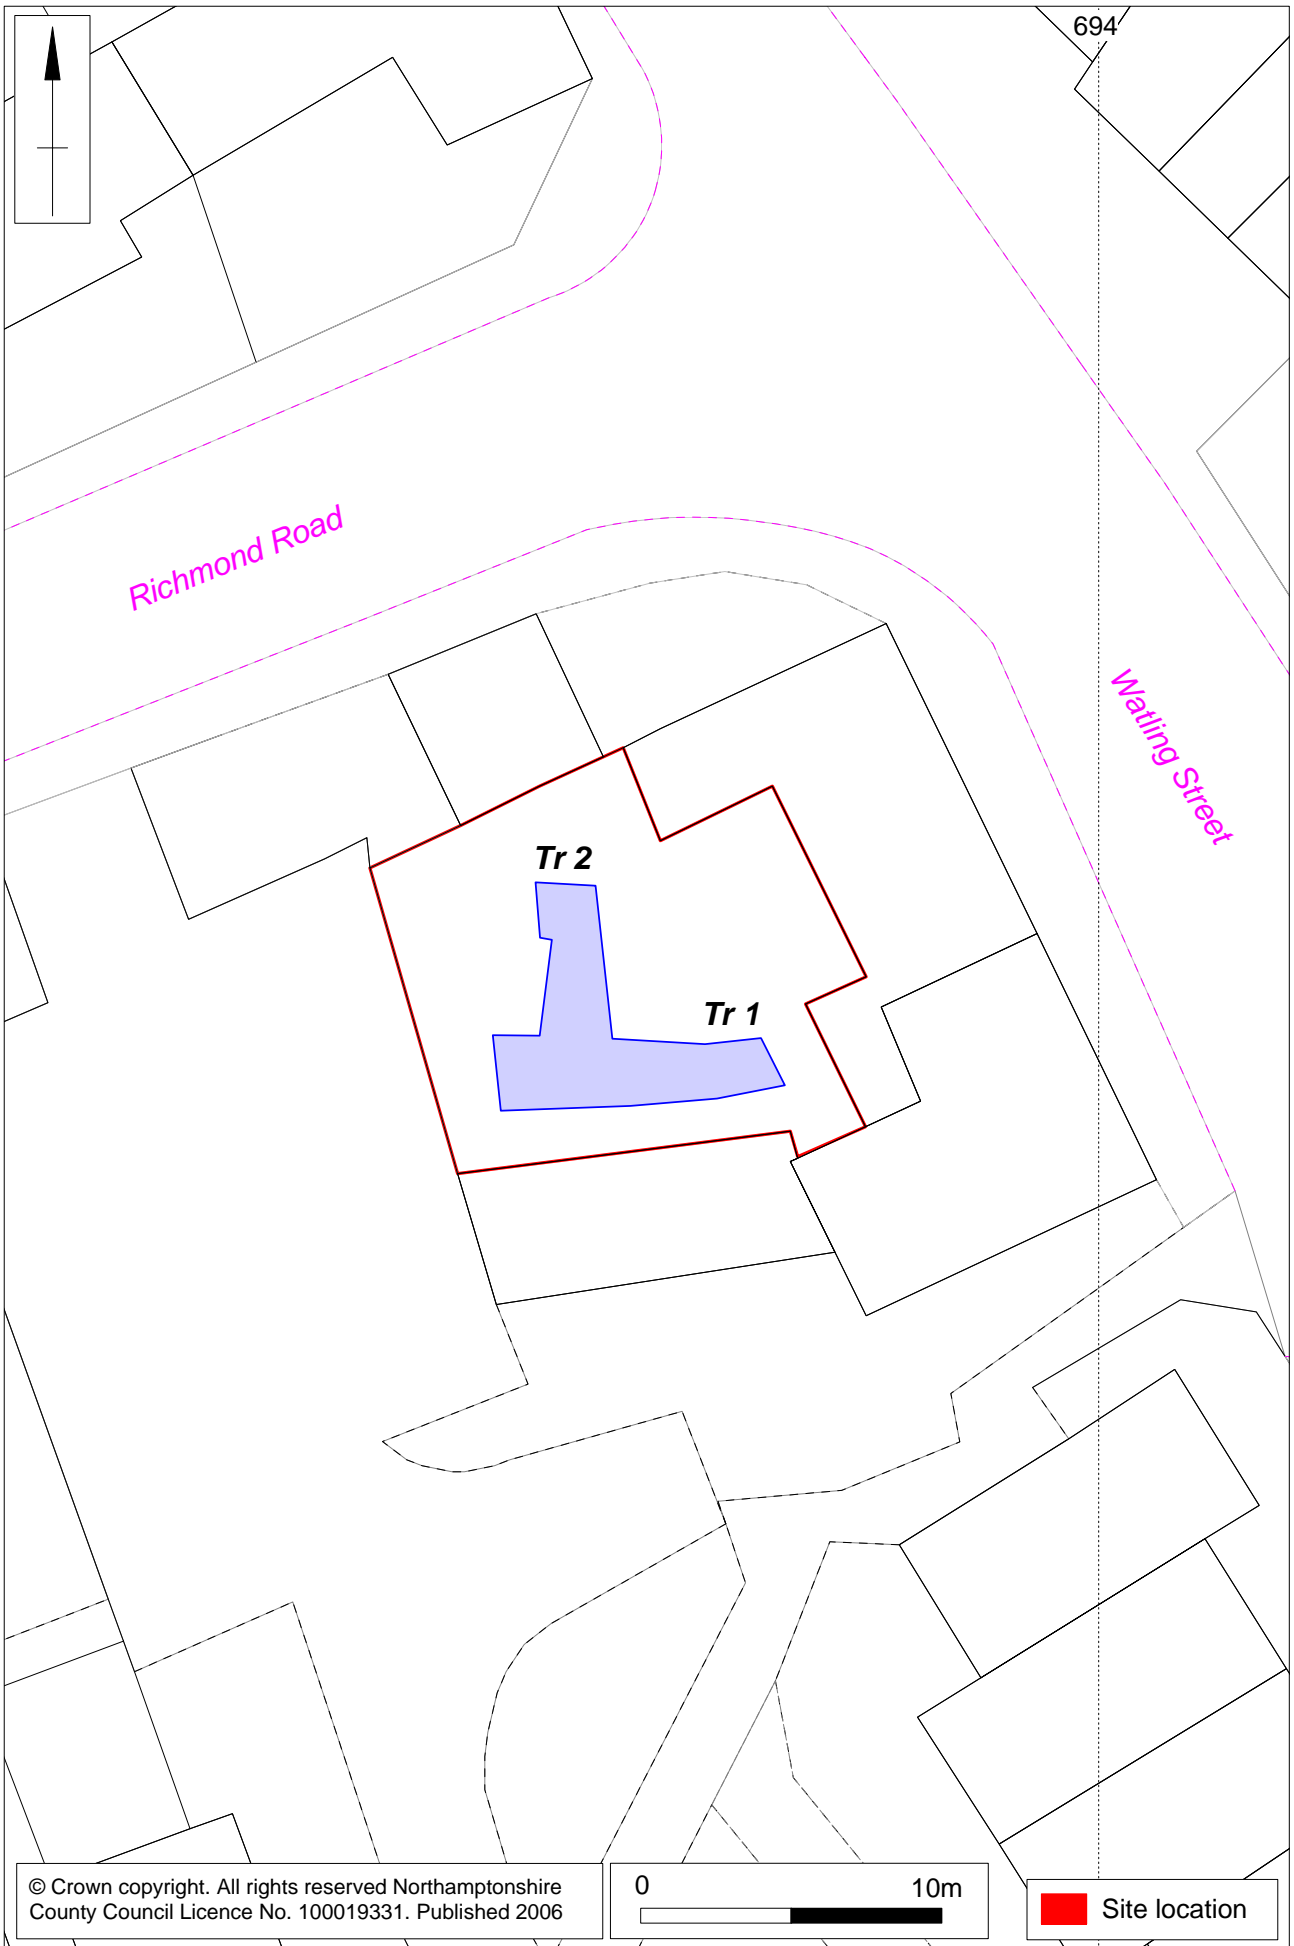 694
Richmond Road
Watling Street
Tr 2
Tr 1
© Crown copyright. All rights reserved Northamptonshire
County Council Licence No. 100019331. Published 2006
0 10m
Site location